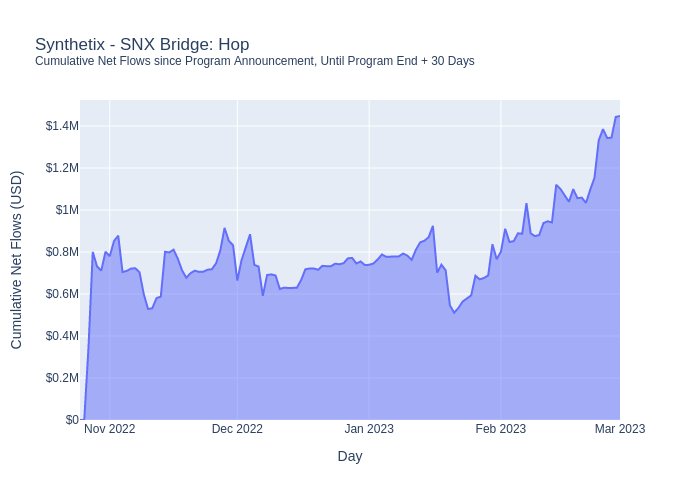 Synthetix - SNX Bridge: Hop
Cumulative Net Flows since Program Announcement, Until Program End + 30 Days
Cumulative Net Flows (USD)
$1.4M
$1.2M
$1M
$0.8M
$0.6M
$0.4M
$0.2M
$0
Nov 2022 Dec 2022 Jan 2023 Feb 2023 Mar 2023
Day